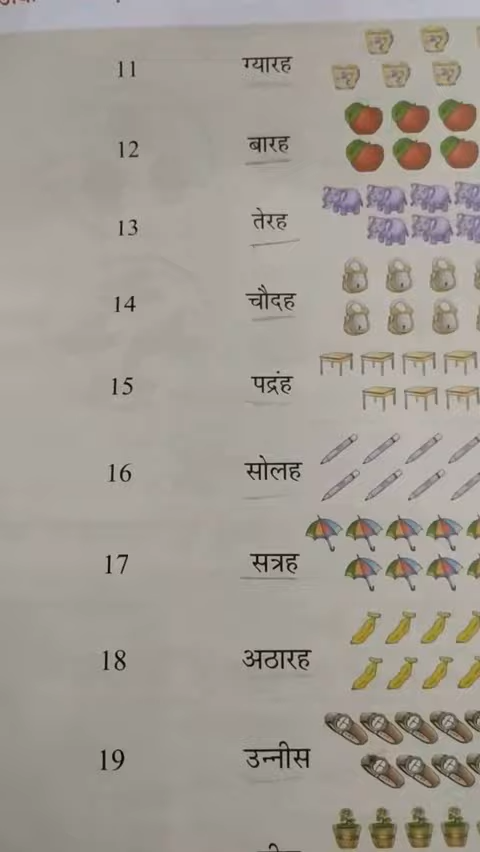 11 ग्यारह
12 बारह
13 तेरह
14 चौदह
15 पद्रंह
16 सोलह
17 सत्रह
18 अठारह
19 उन्नीस